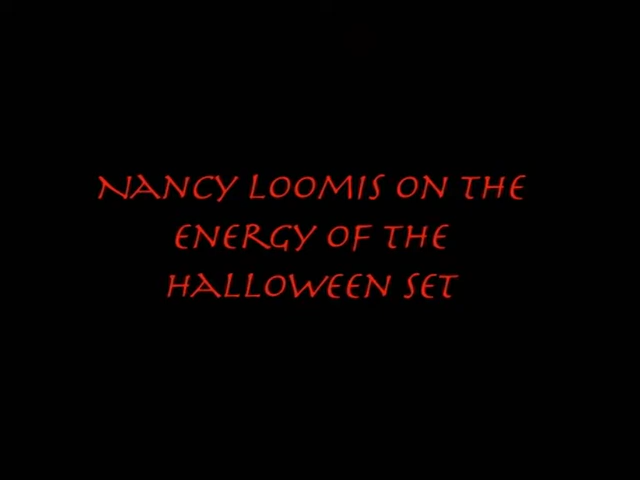 NANCY LOOMIS ON THE
ENERGY OF THE
HALLOWEEN SET